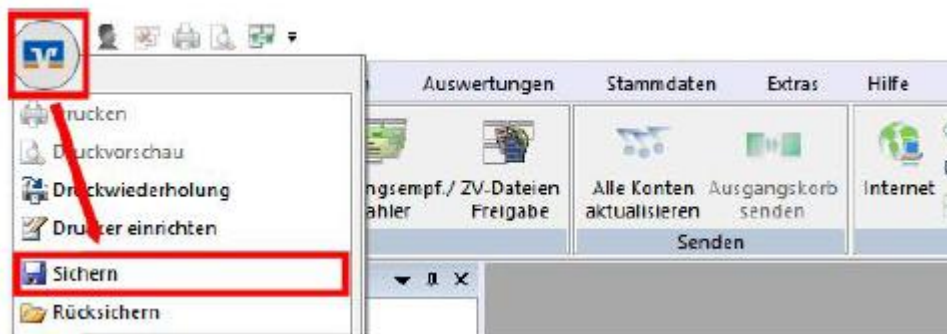 Auswertungen Stammdaten Extras Hilfe
Drucken
Druckvorschau
Druckwiederholung
Drucker einrichten
Sichern
Rücksichern
ngsempf./ ZV-Dateien
ahler Freigabe
Alle Konten Ausgangskorb
aktualisieren senden
Internet
Senden